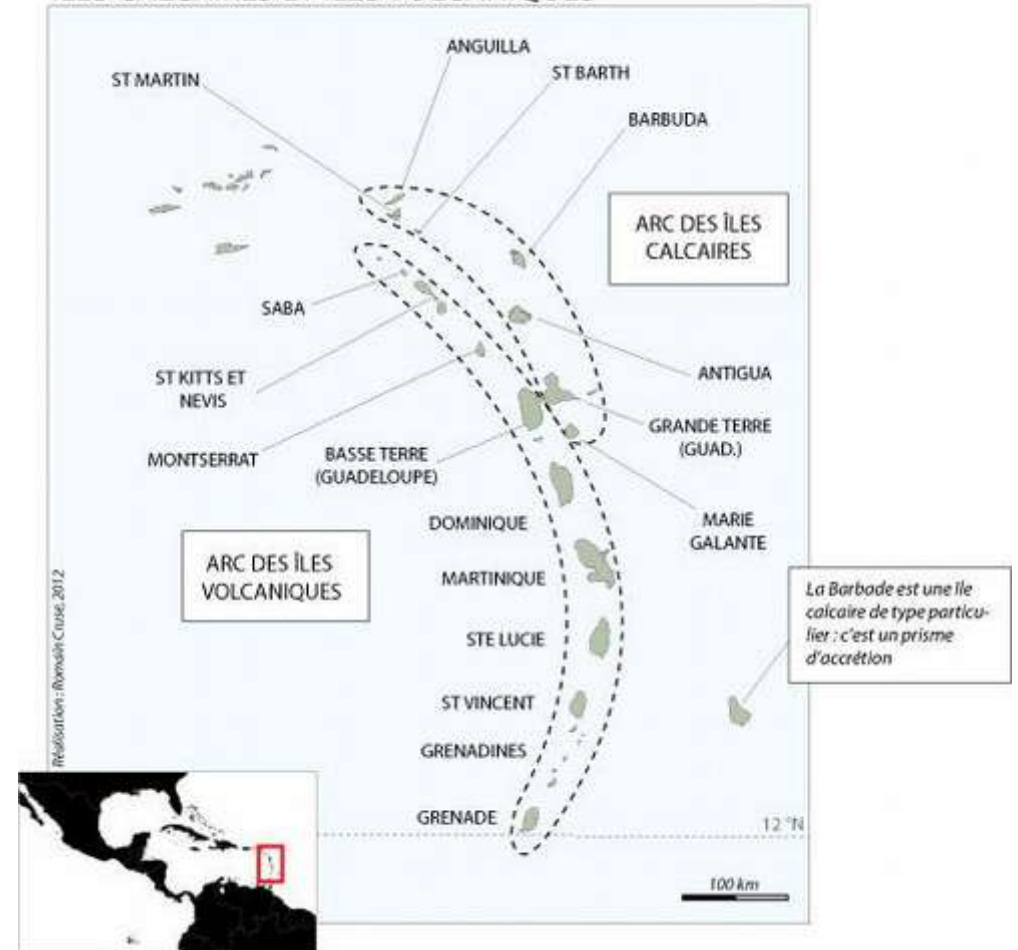 ANGUILLA
ST MARTIN
ST BARTH
BARBUDA
ARC DES ÎLES
CALCAIRES
SABA
ANTIGUA
ST KITTS ET
NEVIS
GRANDE TERRE
(GUAD.)
MONTSERRAT
BASSE TERRE
(GUADELOUPE)
MARIE
GALANTE
DOMINIQUE
ARC DES ÎLES
VOLCANIQUES
MARTINIQUE
La Barbade est une île
calcaire de type particu-
lier : c'est un prisme
d'accrétion
STE LUCIE
ST VINCENT
GRENADINES
GRENADE
12 °N
100 km
Réalisation : Romain Cruse, 2012